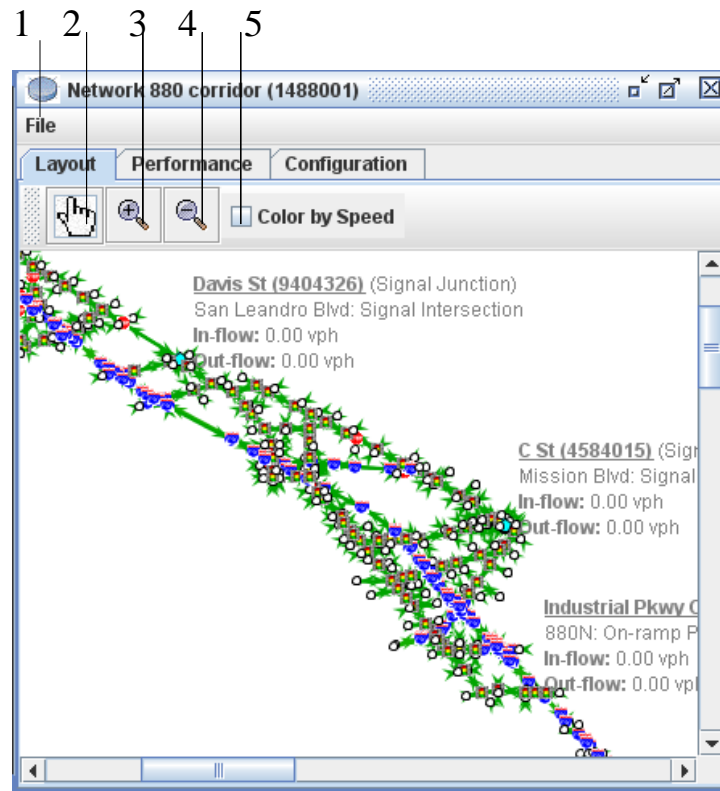 1 2 3 4 5
Network 880 corridor (1488001)
File
Layout Performance Configuration
Color by Speed
Davis St (9404326) (Signal Junction)
San Leandro Blvd: Signal Intersection
In-flow: 0.00 vph
Out-flow: 0.00 vph
C St (4584015) (Sign
Mission Blvd: Signal
In-flow: 0.00 vph
Out-flow: 0.00 vph
Industrial Pkwy C
880N: On-ramp P
In-flow: 0.00 vph
Out-flow: 0.00 vph